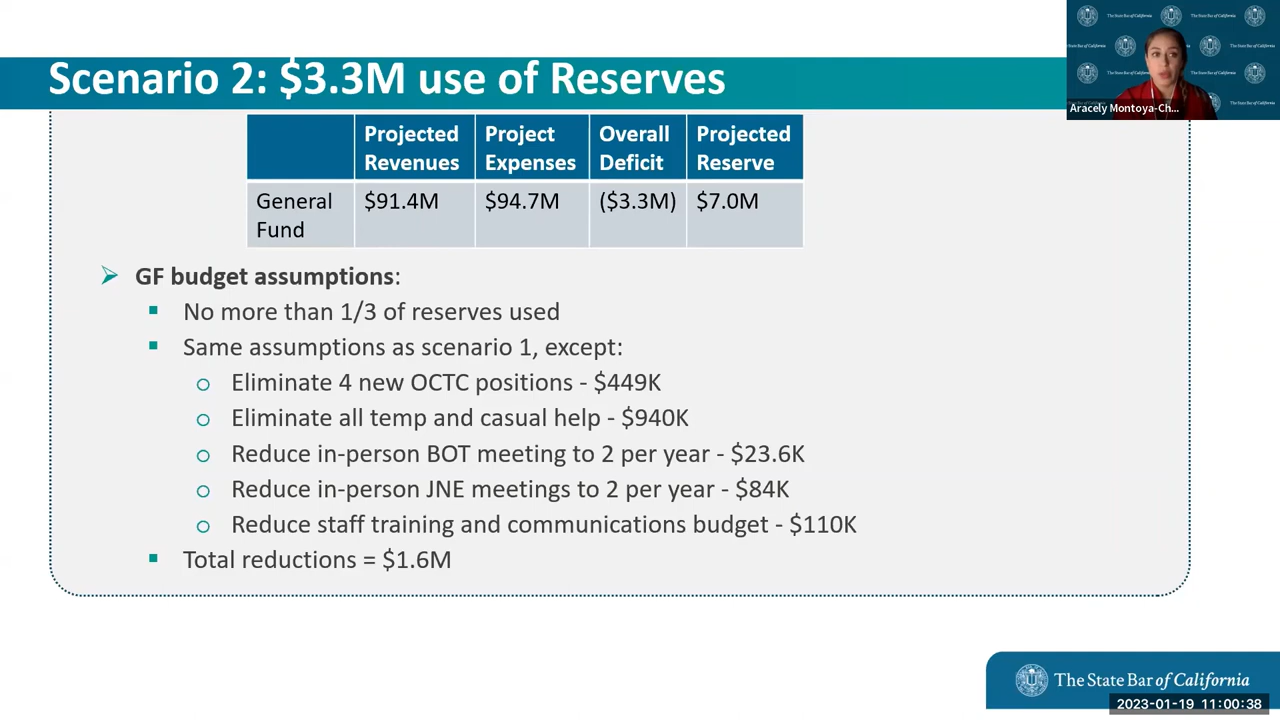 Scenario 2: $3.3M use of Reserves
Projected Revenues
Project Expenses
Overall Deficit
Projected Reserve
General Fund
$91.4M
$94.7M
($3.3M)
$7.0M
GF budget assumptions:
No more than 1/3 of reserves used
Same assumptions as scenario 1, except:
Eliminate 4 new OCTC positions - $449K
Eliminate all temp and casual help - $940K
Reduce in-person BOT meeting to 2 per year - $23.6K
Reduce in-person JNE meetings to 2 per year - $84K
Reduce staff training and communications budget - $110K
Total reductions = $1.6M
The State Bar of California
Aracely Montoya-Ch...
The State Bar of California
2023-01-19 11:00:38